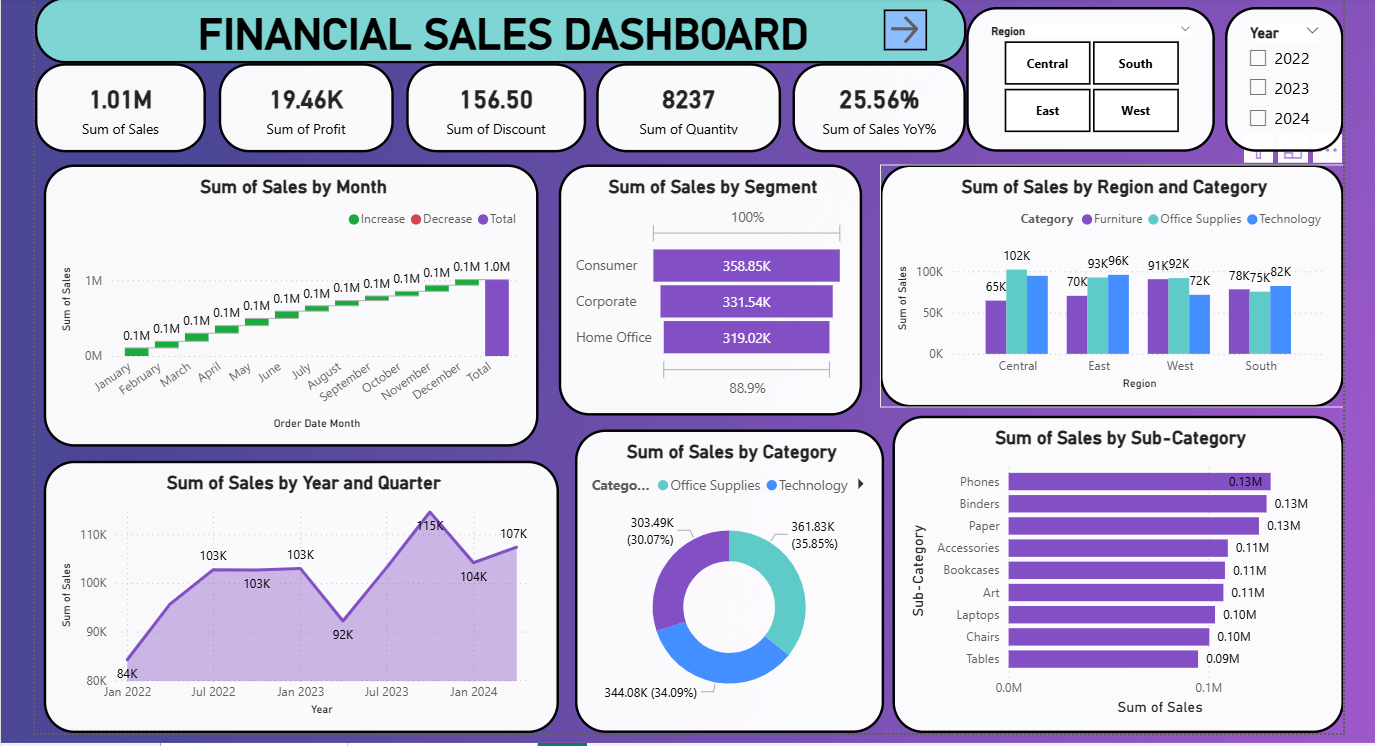 FINANCIAL SALES DASHBOARD
Region
Central
South
East
West
Year
2022
2023
2024
1.01M
Sum of Sales
19.46K
Sum of Profit
156.50
Sum of Discount
8237
Sum of Quantity
25.56%
Sum of Sales YoY%
Sum of Sales by Month
Increase Decrease Total
Sum of Sales
1M
0M
0.1M 0.1M 0.1M 0.1M 0.1M 0.1M 0.1M 0.1M 0.1M 0.1M 0.1M 0.1M 1.0M
January February March April May June July August September October November December Total
Order Date Month
Sum of Sales by Segment
100%
Consumer 358.85K
Corporate 331.54K
Home Office 319.02K
88.9%
Sum of Sales by Region and Category
Category Furniture Office Supplies Technology
Sum of Sales
100K
50K
0K
65K 102K 70K 93K 96K 91K 92K 72K 78K 75K 82K
Central East West South
Region
Sum of Sales by Year and Quarter
Sum of Sales
110K
100K
90K
80K
84K 103K 103K 103K 92K 115K 104K 107K
Jan 2022 Jul 2022 Jan 2023 Jul 2023 Jan 2024
Year
Sum of Sales by Category
Catego... Office Supplies Technology
303.49K
(30.07%)
361.83K
(35.85%)
344.08K (34.09%)
Sum of Sales by Sub-Category
Sub-Category
Phones 0.13M
Binders 0.13M
Paper 0.13M
Accessories 0.11M
Bookcases 0.11M
Art 0.11M
Laptops 0.10M
Chairs 0.10M
Tables 0.09M
0.0M 0.1M
Sum of Sales